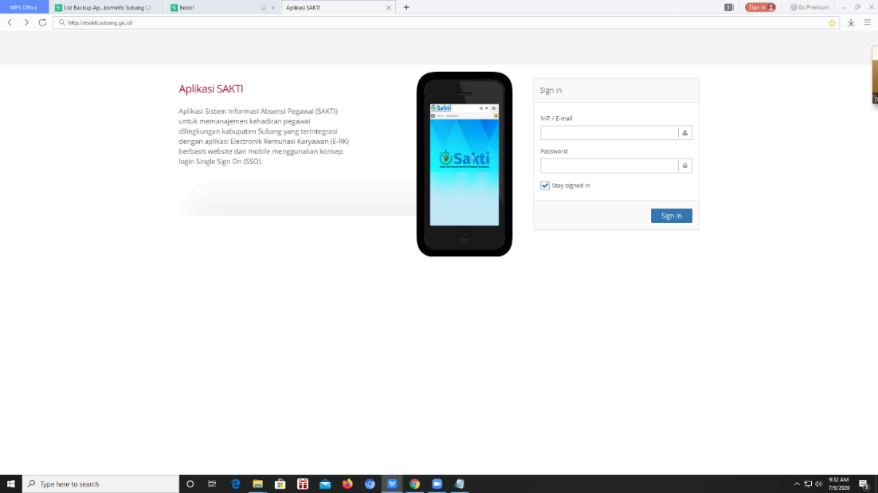 WPS Office
List Backup Ap...kominfo Subang
Book1
Aplikasi SAKTI
Sign in
Go Premium
http://esakti.subang.go.id/
Aplikasi SAKTI
Aplikasi Sistem Informasi Absensi Pegawai (SAKTI)
untuk memanajemen kehadiran pegawai
dilingkungan kabupaten Subang yang terintegrasi
dengan aplikasi Electronik Remunasi Karyawan (E-RK)
berbasis website dan mobile menggunakan konsep
login Single Sign On (SSO).
Sakti
Sakti
Sign In
NIP / E-mail
Password
Stay signed in
Sign in
Type here to search
9:32 AM
7/6/2020